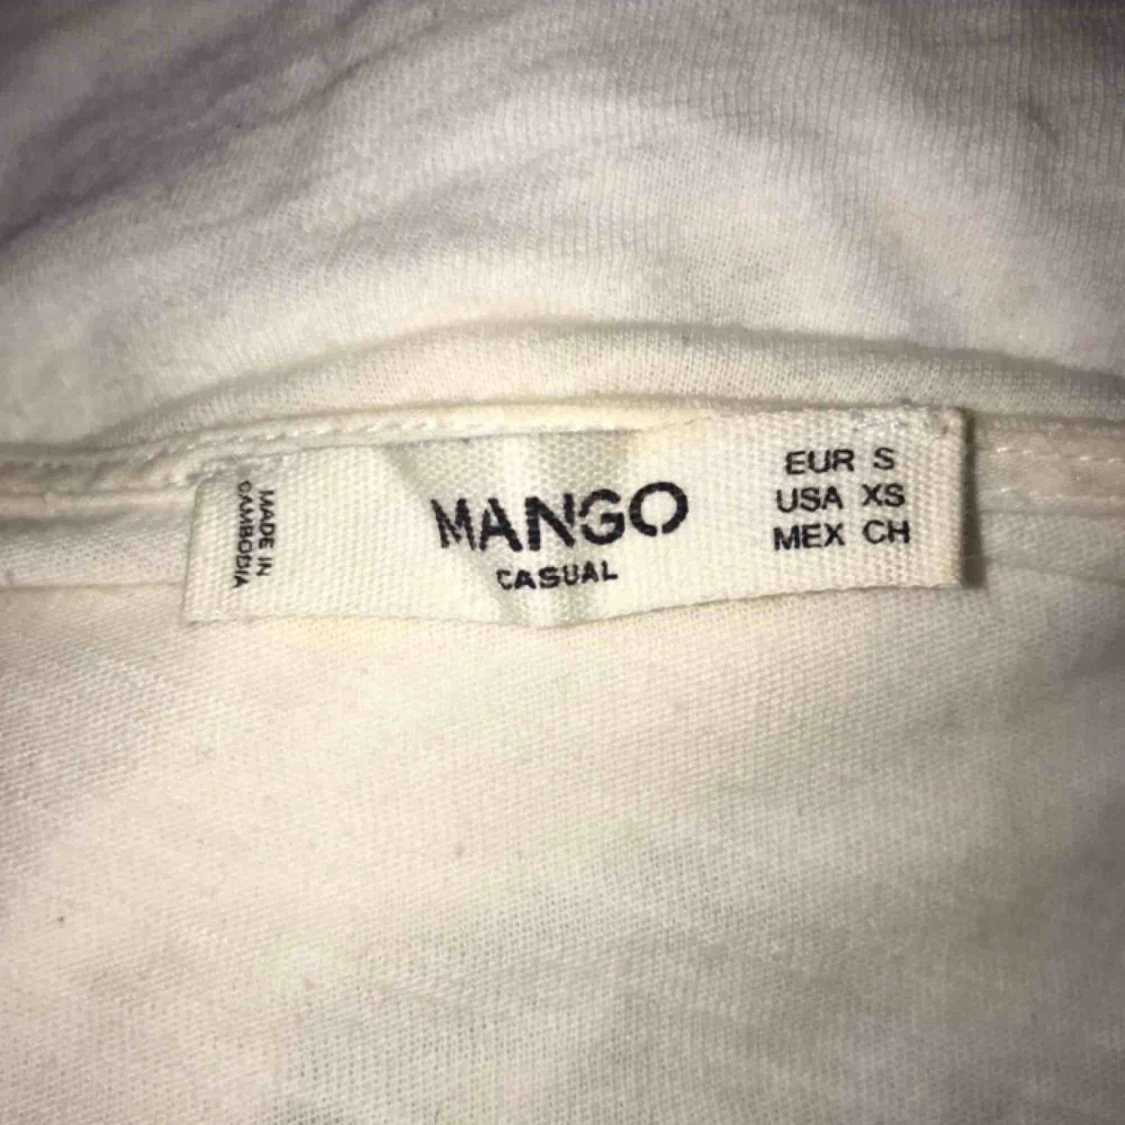 MADE IN
CAMBODIA
MANGO
CASUAL
EUR S
USA XS
MEX CH